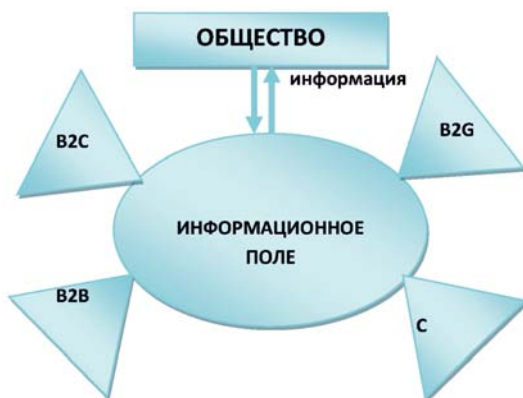 ОБЩЕСТВО
информация
B2C
B2G
ИНФОРМАЦИОННОЕ
ПОЛЕ
B2B
C